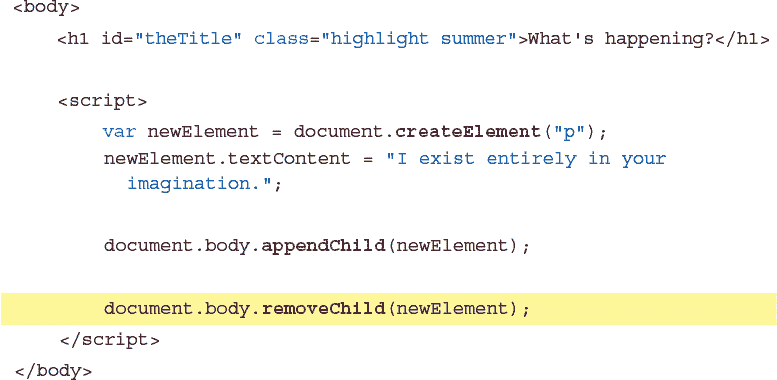 <body>
<h1 id="theTitle" class="highlight summer">What's happening?</h1>
<script>
var newElement = document.createElement("p");
newElement.textContent = "I exist entirely in your
imagination.";
document.body.appendChild(newElement);
document.body.removeChild(newElement);
</script>
</body>